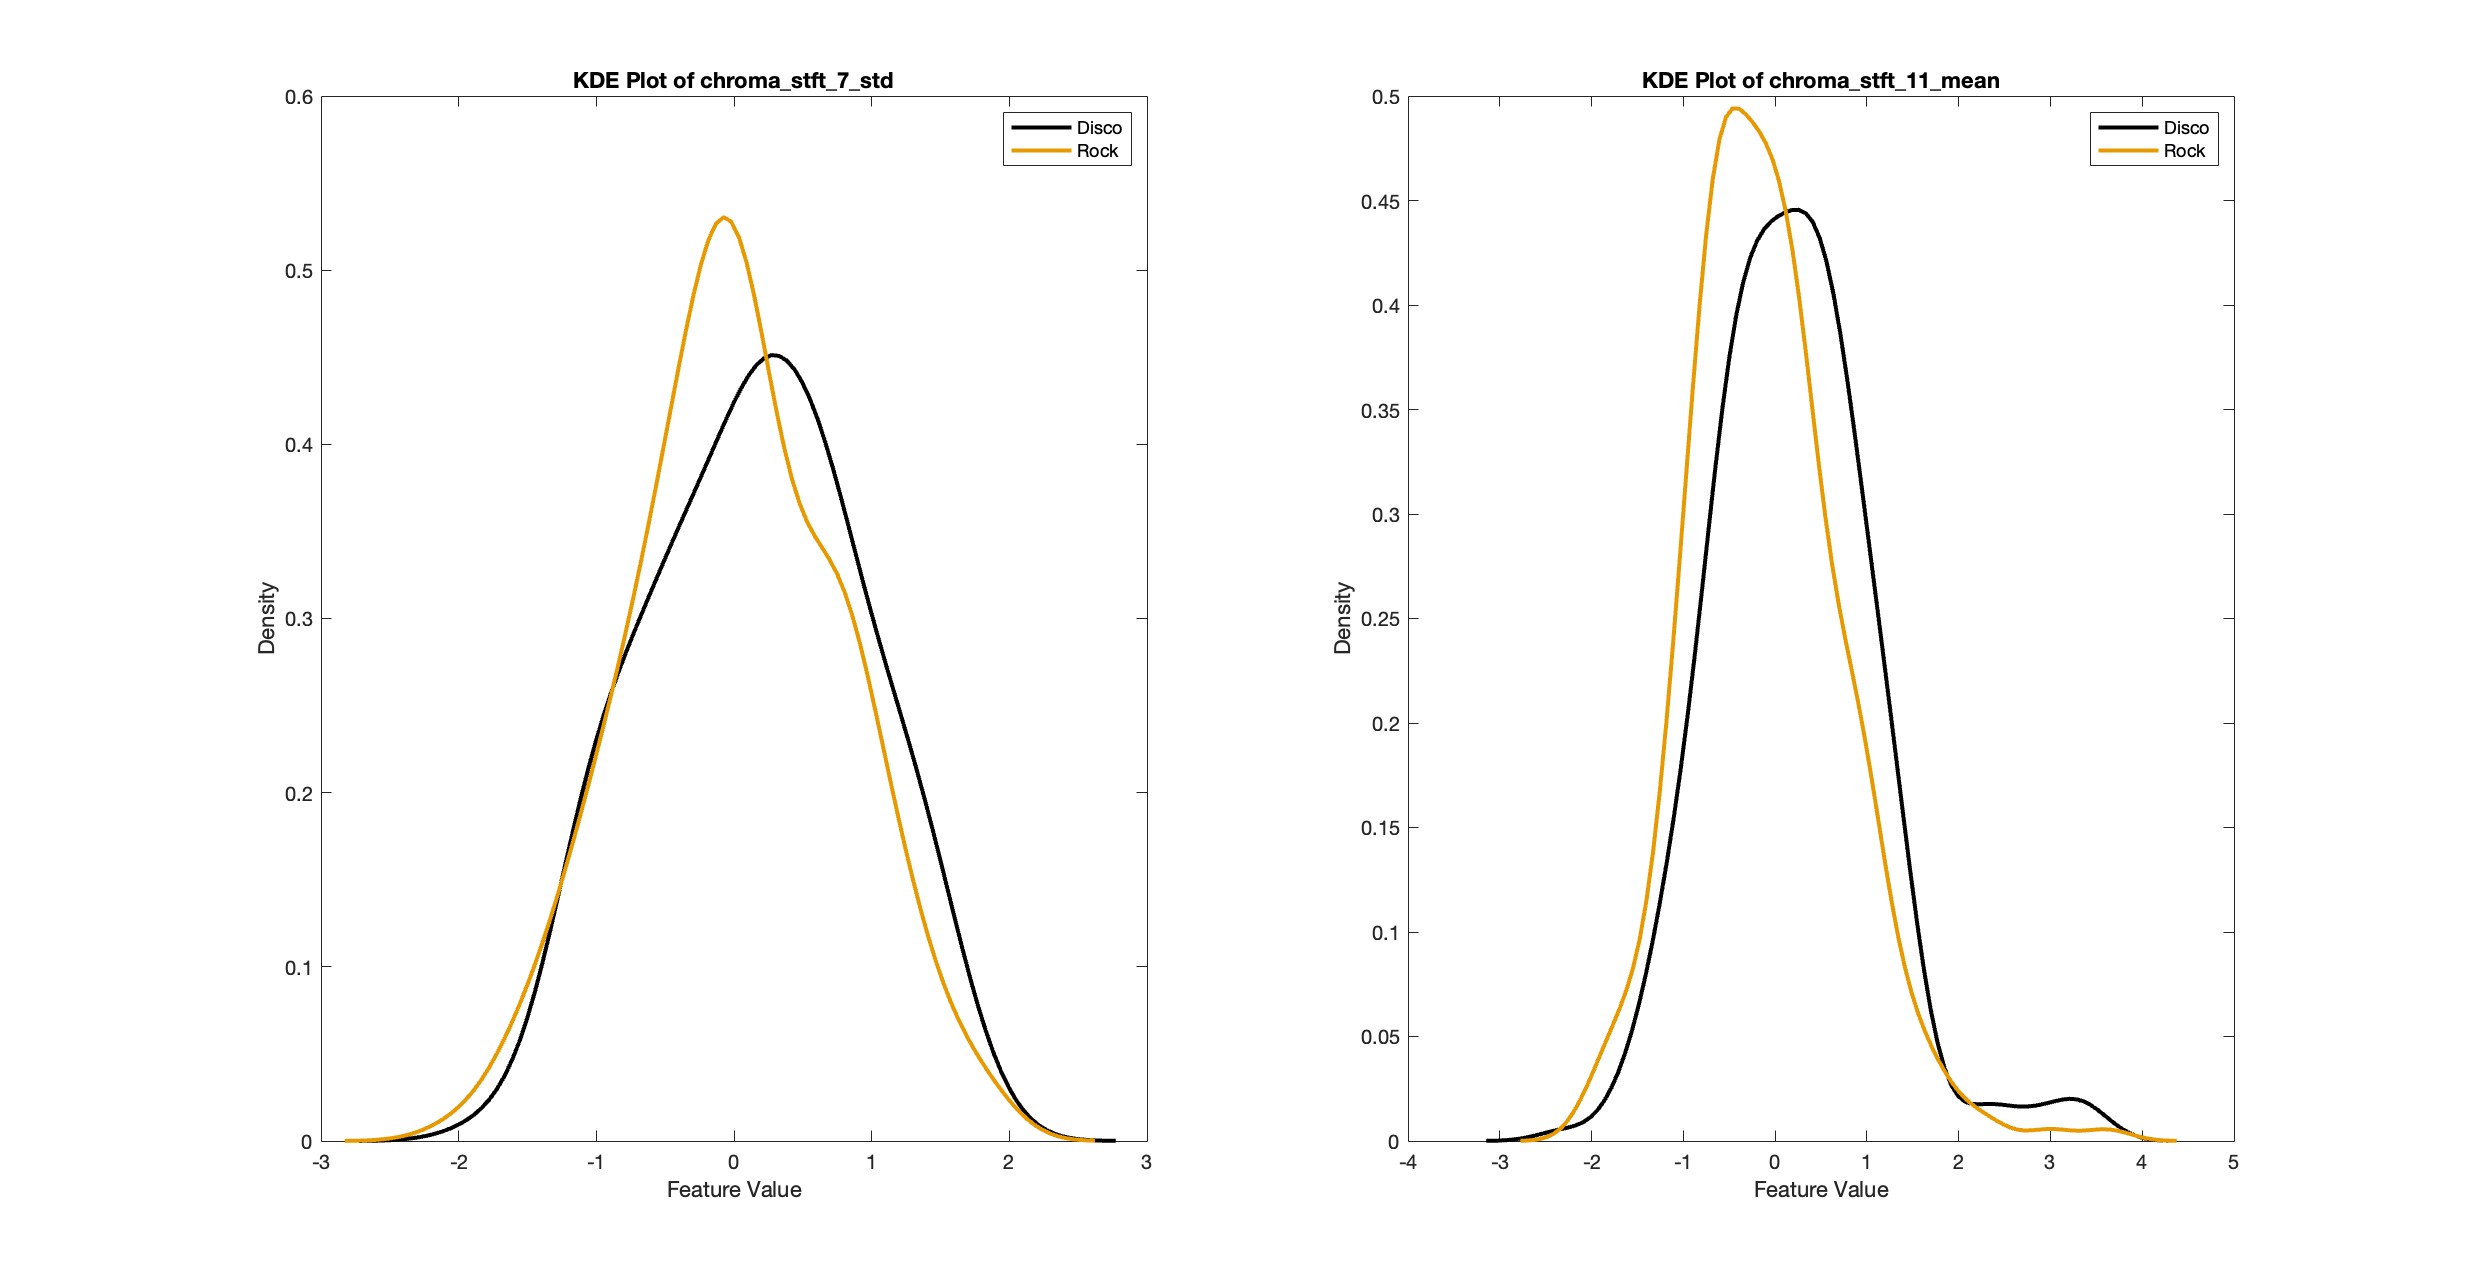 KDE Plot of chroma_stft_7_std
0.6
0.5
0.4
0.3
0.2
0.1
0
Density
-3 -2 -1 0 1 2 3
Feature Value
Disco
Rock
KDE Plot of chroma_stft_11_mean
0.5
0.45
0.4
0.35
0.3
0.25
0.2
0.15
0.1
0.05
0
Density
-4 -3 -2 -1 0 1 2 3 4 5
Feature Value
Disco
Rock